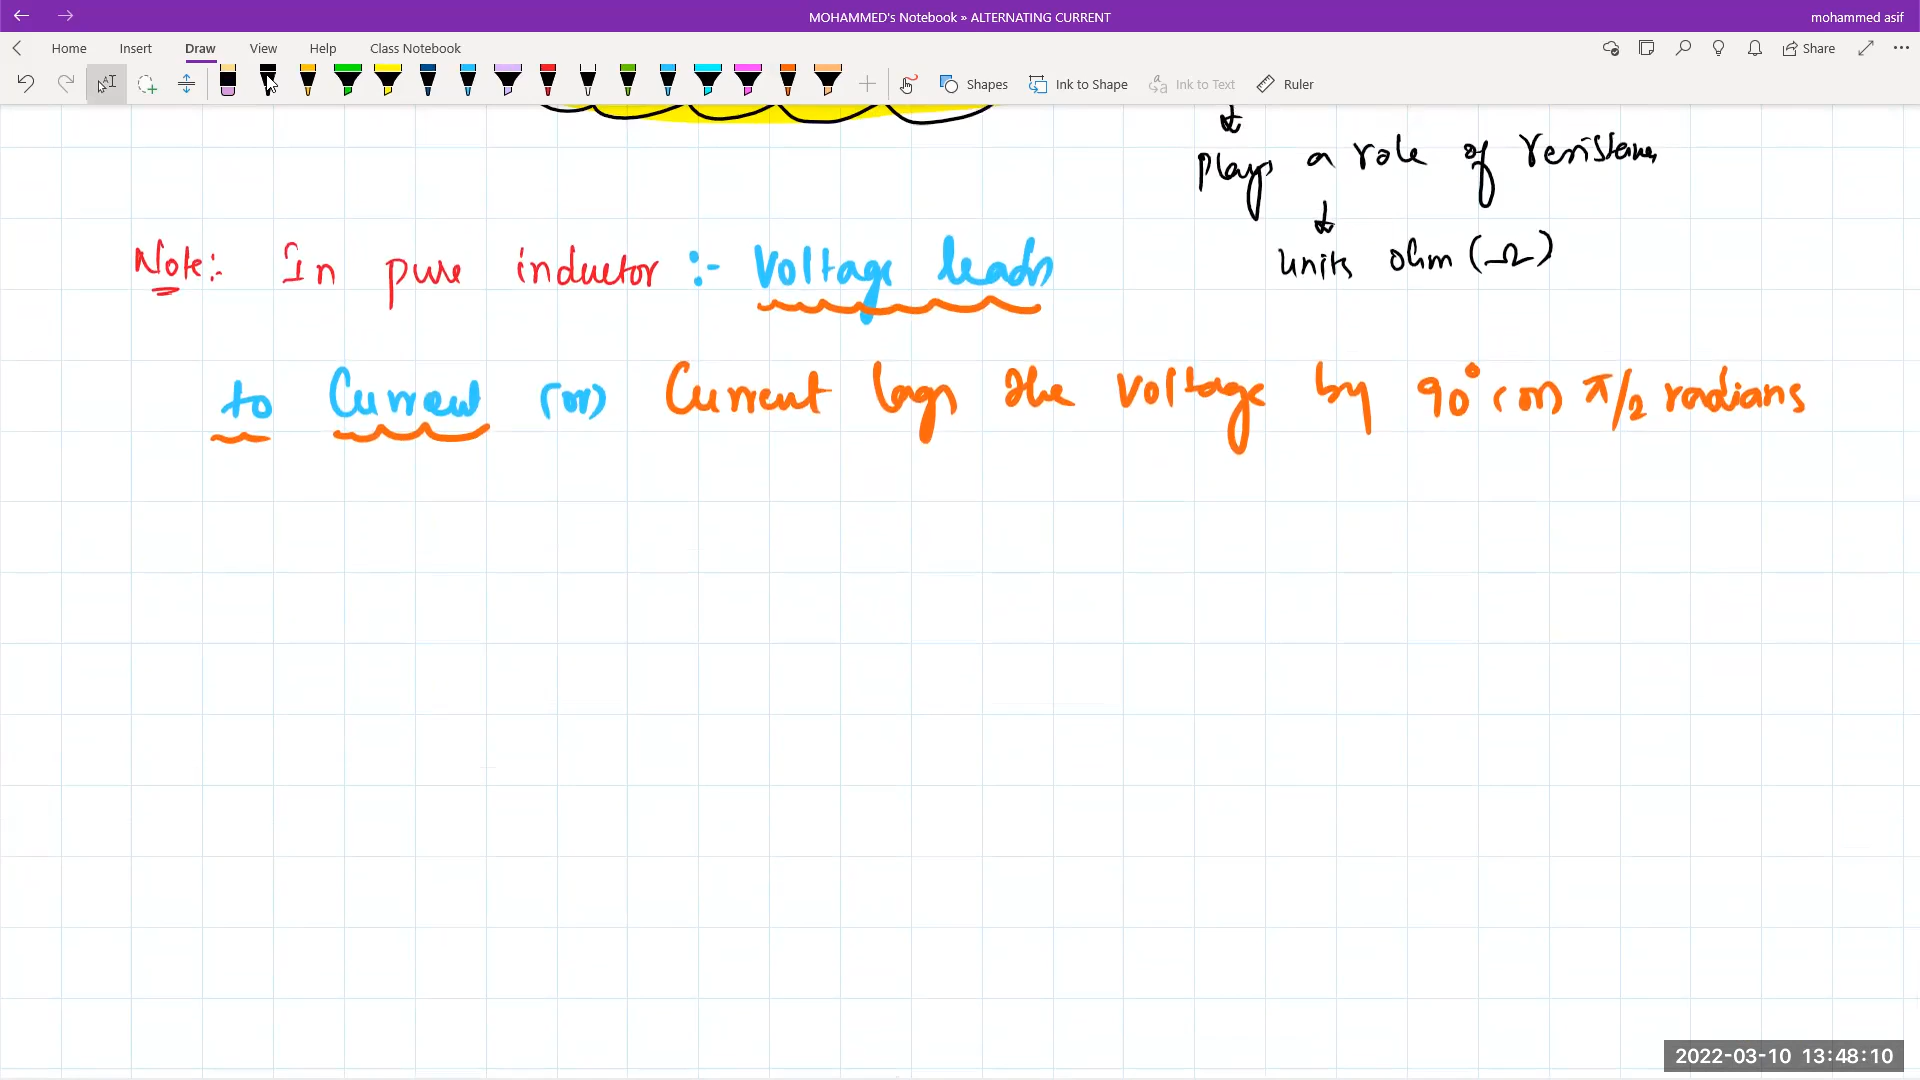 MOHAMMED's Notebook » ALTERNATING CURRENT
mohammed asif
Home Insert Draw View Help Class Notebook
Share
Shapes Ink to Shape Ink to Text Ruler
Plays a role of resistance
units ohm (Ω)
Note: In pure inductor :- Voltage leads
to Current (or) Current lags the voltage by 90° (or) π/2 radians
2022-03-10 13:48:10